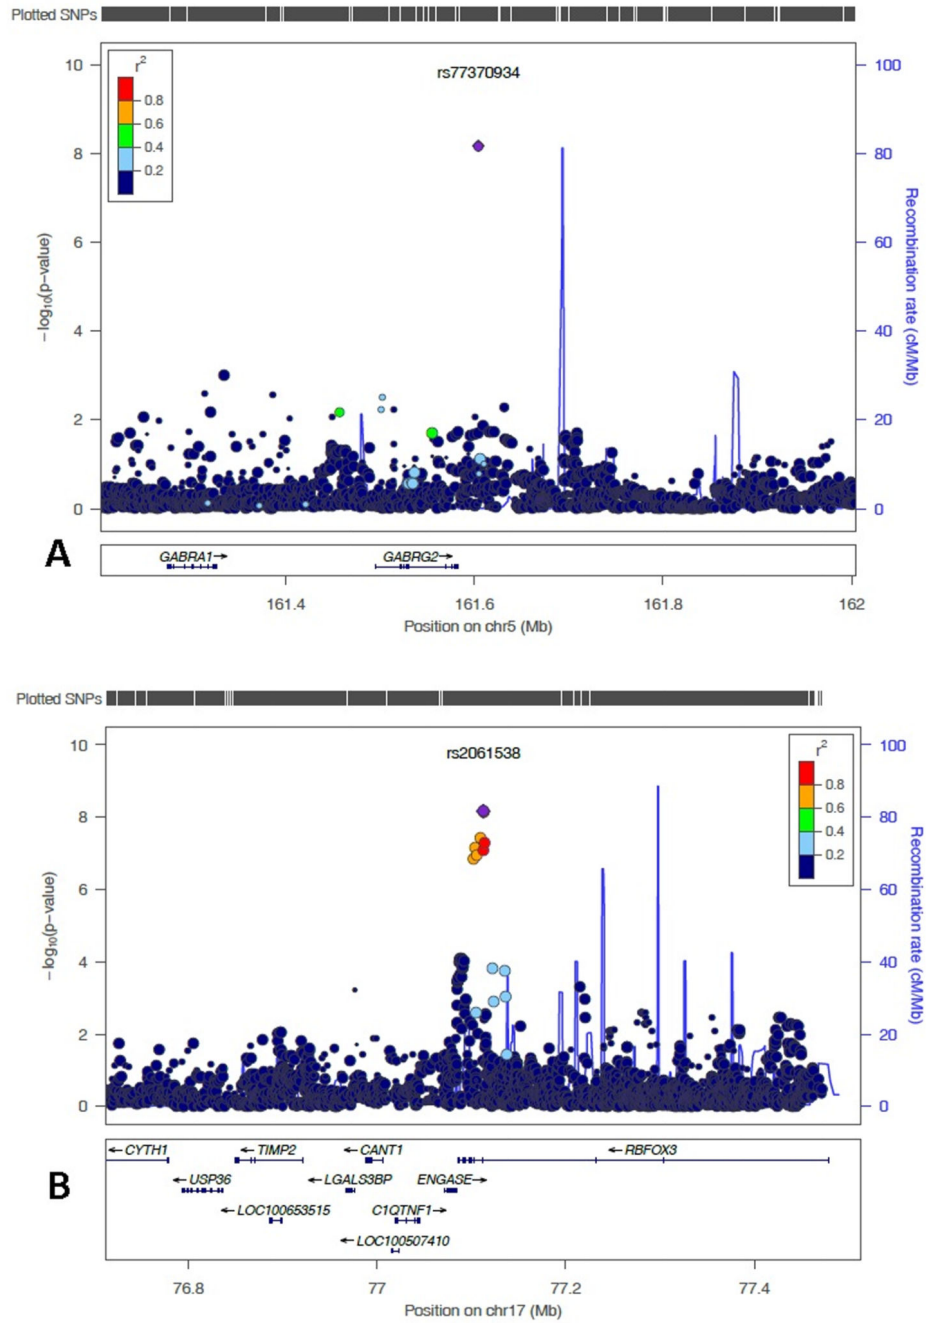 Plotted SNPs
rs77370934
r2
0.8
0.6
0.4
0.2
10
8
6
4
2
0
100
80
60
40
20
0
−log10(p−value)
Recombination rate (cM/Mb)
A
GABRA1→
GABRG2→
161.4
161.6
161.8
162
Position on chr5 (Mb)
Plotted SNPs
rs2061538
r2
0.8
0.6
0.4
0.2
10
8
6
4
2
0
100
80
60
40
20
0
−log10(p−value)
Recombination rate (cM/Mb)
B
←CYTH1
←TIMP2
←CANT1
←RBFOX3
←USP36
←LGALS3BP
ENGASE→
←LOC100653515
C1QTNF1→
←LOC100507410
76.8
77
77.2
77.4
Position on chr17 (Mb)